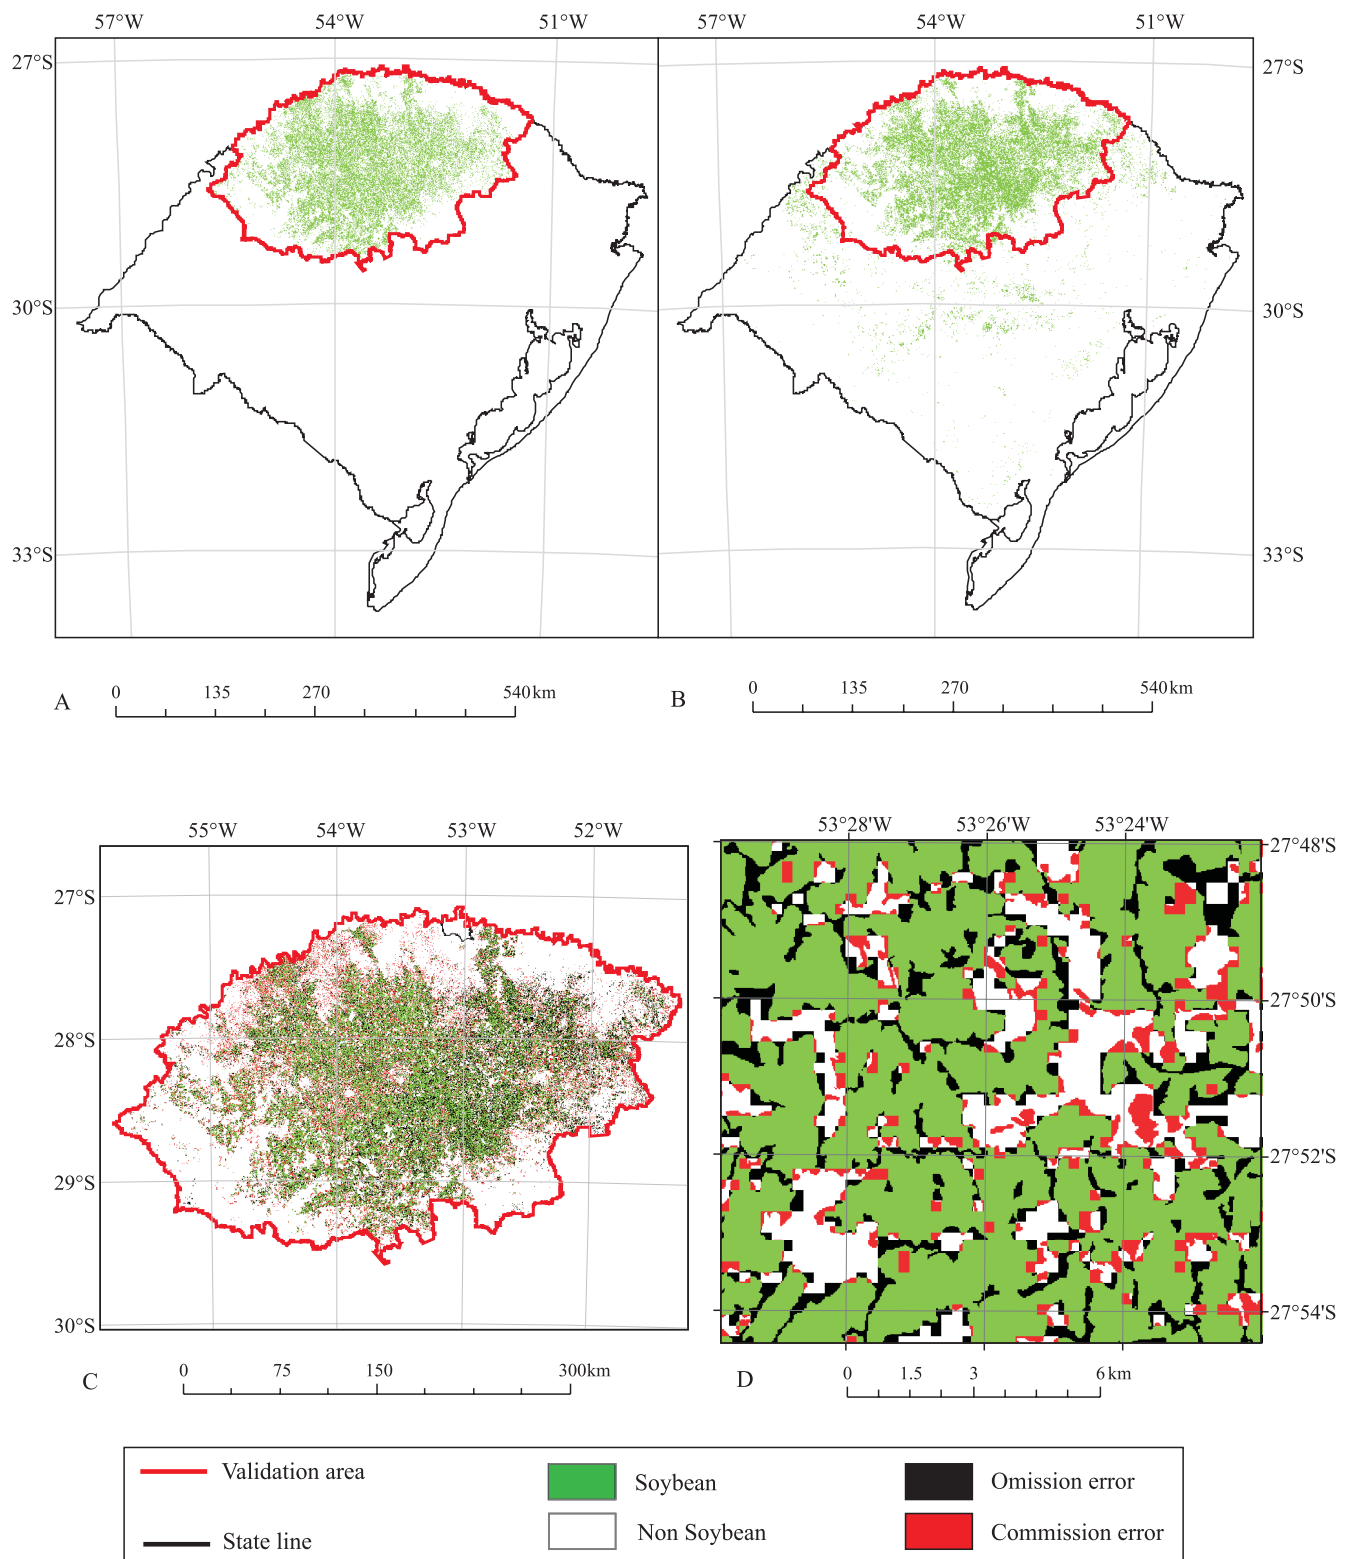 57°W 54°W 51°W 57°W 54°W 51°W
27°S 27°S
30°S 30°S
33°S 33°S
A 0 135 270 540 km
B 0 135 270 540 km
55°W 54°W 53°W 52°W
27°S
28°S
29°S
30°S
C 0 75 150 300km
53°28'W 53°26'W 53°24'W
27°48'S
27°50'S
27°52'S
27°54'S
D 0 1.5 3 6 km
Validation area
State line
Soybean
Non Soybean
Omission error
Commission error